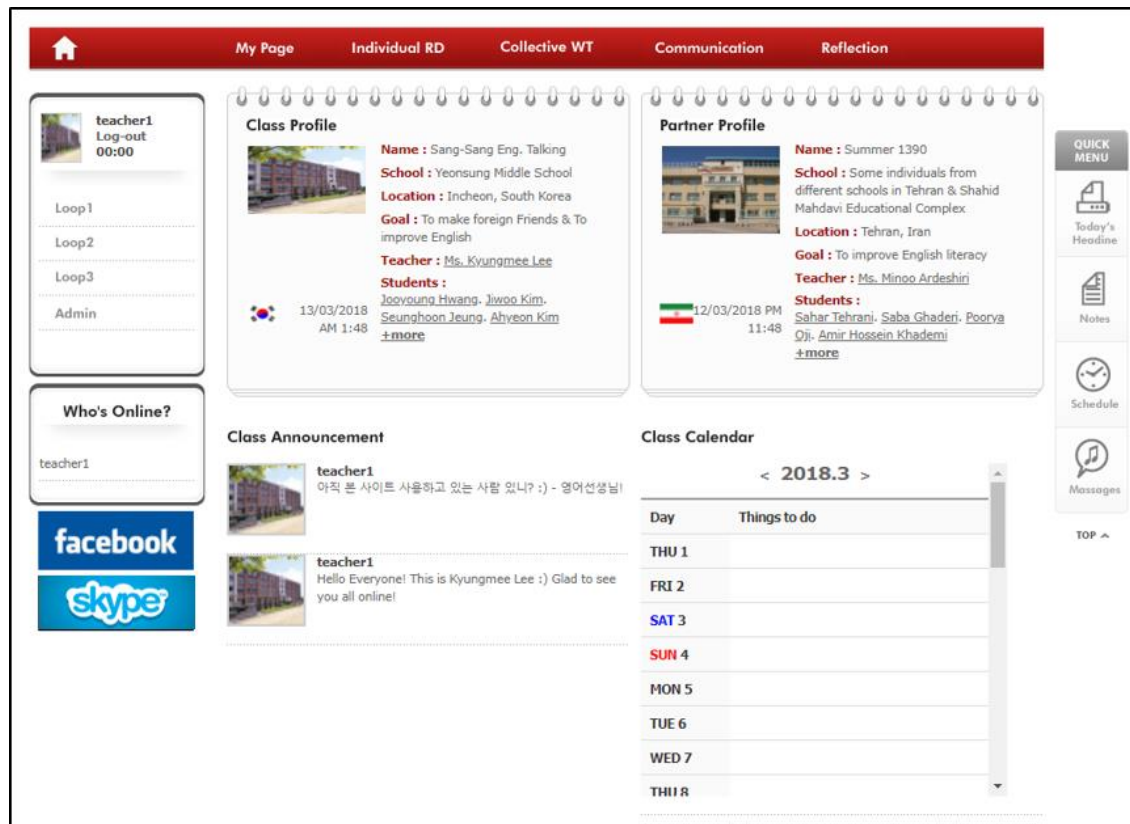 My Page Individual RD Collective WT Communication Reflection
teacher1
Log-out
00:00
Loop1
Loop2
Loop3
Admin
Who's Online?
teacher1
facebook
skype
Class Profile
Name : Sang-Sang Eng. Talking
School : Yeonsung Middle School
Location : Incheon, South Korea
Goal : To make
foreign Friends & To
improve English
Teacher : Ms. Kyungmee Lee
Students :
Jooyoung Hwang. Jiwoo Kim.
Seunghoon Jeung. Ahyeon Kim
+more
13/03/2018
AM 1:48
Partner Profile
Name : Summer 1390
School : Some individuals from
different schools in Tehran & Shahid
Mahdavi Educational Complex
Location : Tehran, Iran
Goal : To improve English literacy
Teacher : Ms. Minoo Ardeshiri
Students :
Sahar Tehrani. Saba Ghaderi. Poorya
Oji. Amir Hossein Khademi
+more
12/03/2018 PM
11:48
Class Announcement
teacher1
아직 본 사이트 사용하고 있는 사람 있니? :) - 영어선생님!
teacher1
Hello Everyone! This is Kyungmee Lee :) Glad to see
you all online!
Class Calendar
< 2018.3 >
Day Things to do
THU 1
FRI 2
SAT 3
SUN 4
MON 5
TUE 6
WED 7
THU 8
QUICK
MENU
Today's
Headine
Notes
Schedule
Massages
TOP